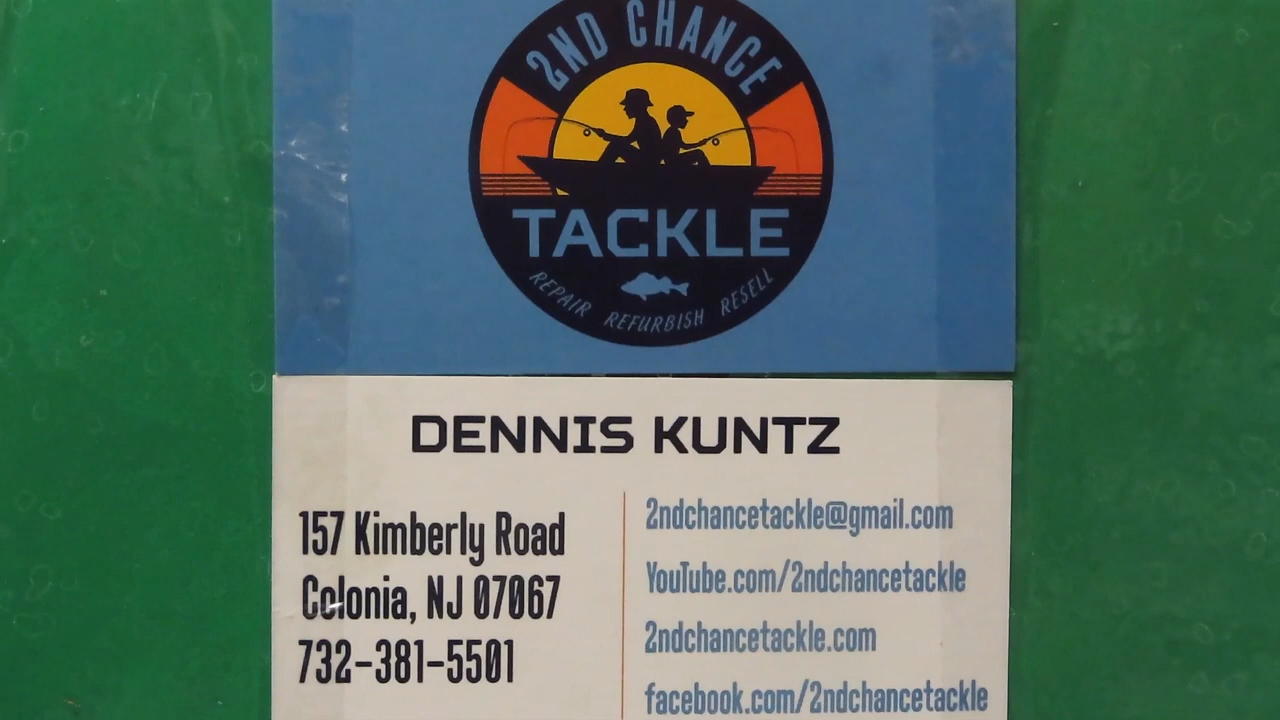 2ND CHANCE
TACKLE
REPAIR REFURBISH RESELL
DENNIS KUNTZ
157 Kimberly Road
Colonia, NJ 07067
732-381-5501
2ndchancetackle@gmail.com
YouTube.com/2ndchancetackle
2ndchancetackle.com
facebook.com/2ndchancetackle